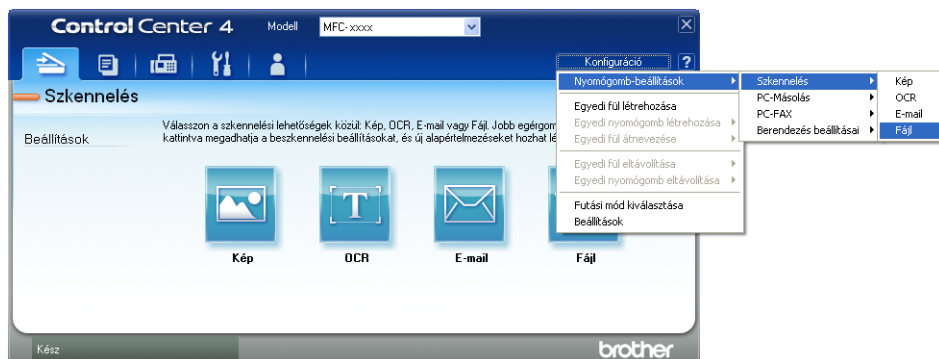 Control Center 4 Modell MFC-xxxx
Konfiguráció ?
Nyomógomb-beállítások
Egyedi fül létrehozása
Egyedi nyomógomb létrehozása
Egyedi fül átnevezése
Egyedi fül eltávolítása
Egyedi nyomógomb eltávolítása
Futási mód kiválasztása
Beállítások
Szkennelés
PC-Másolás
PC-FAX
Berendezés beállításai
Kép
OCR
E-mail
Fájl
Szkennelés
Beállítások
Válasszon a szkennelési lehetőségek közül: Kép, OCR, E-mail vagy Fájl. Jobb
kattintva megadhatja a beszkennelési beállításokat, és új alapértelmezéseket hozhat
Kép OCR E-mail Fájl
Kész brother